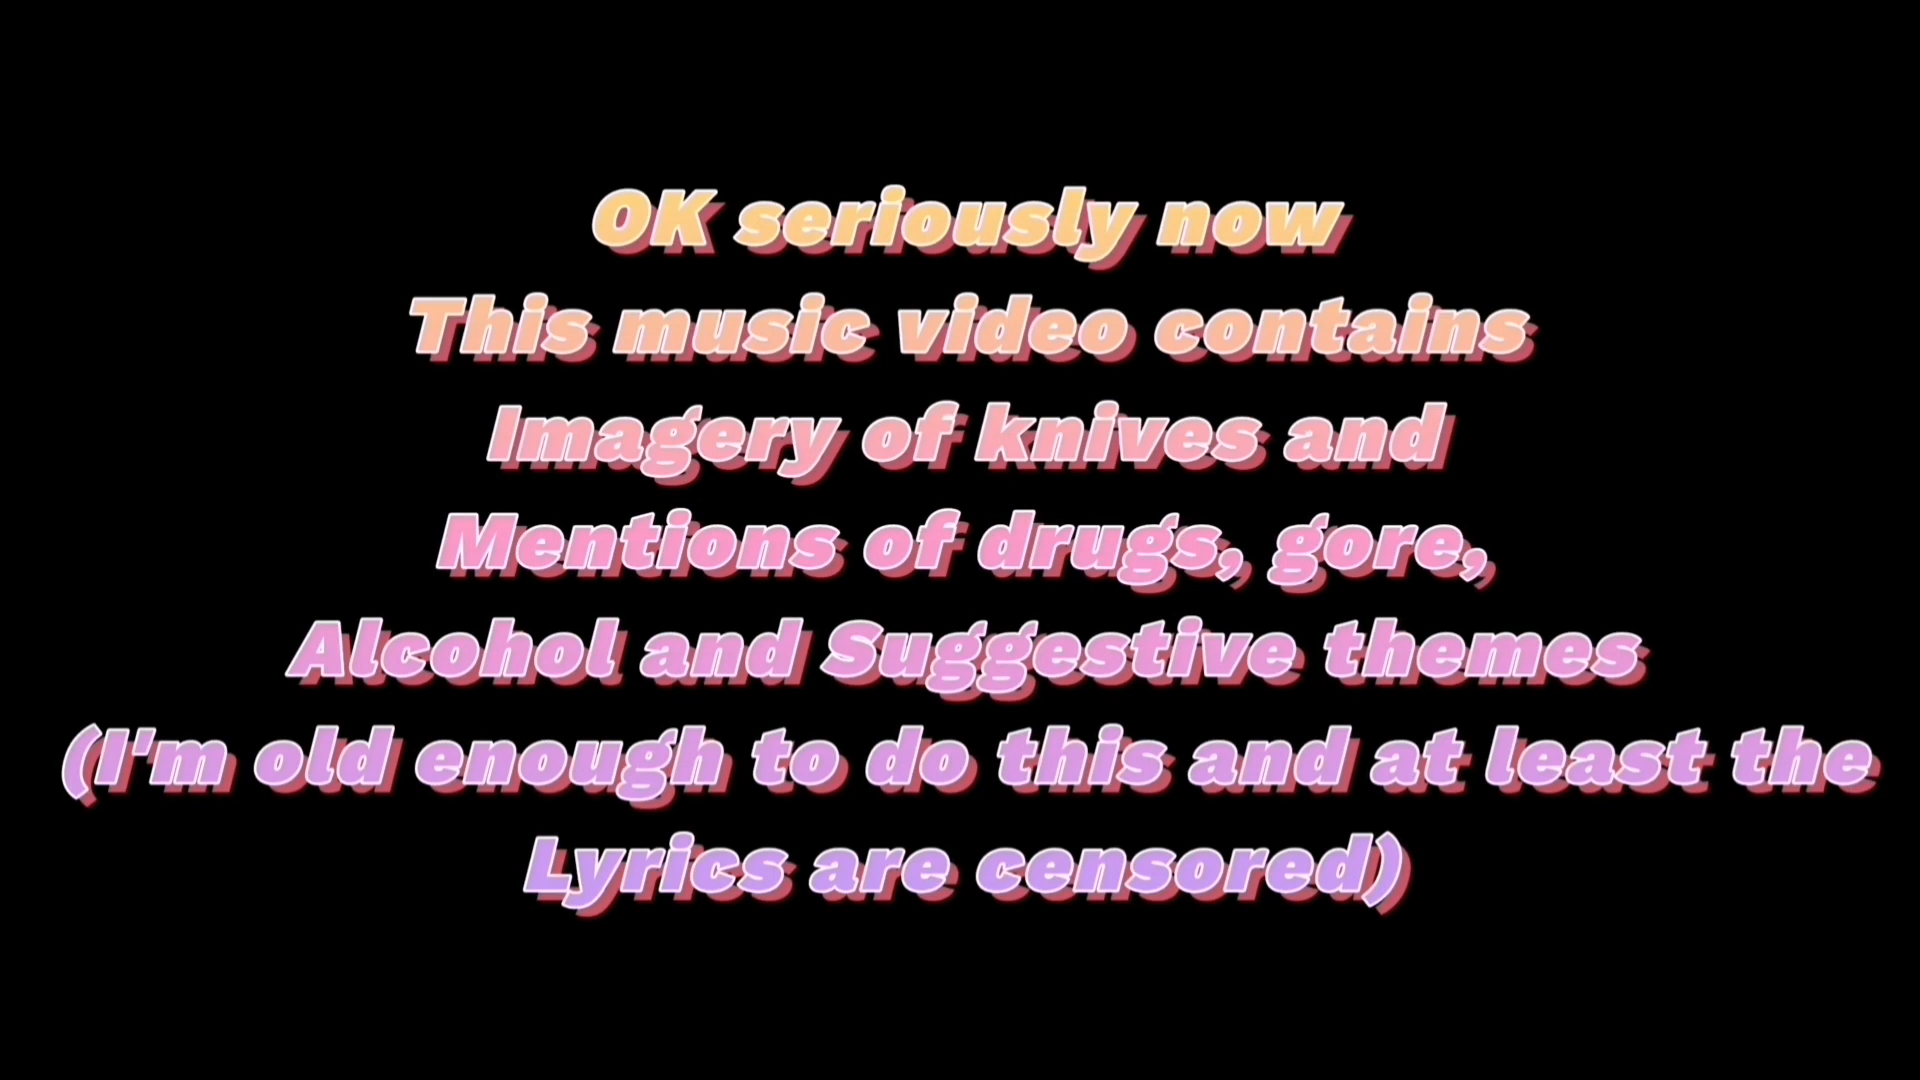 OK seriously now
This music video contains
Imagery of knives and
Mentions of drugs, gore,
Alcohol and Suggestive themes
(I'm old enough to do this and at least the
Lyrics are censored)